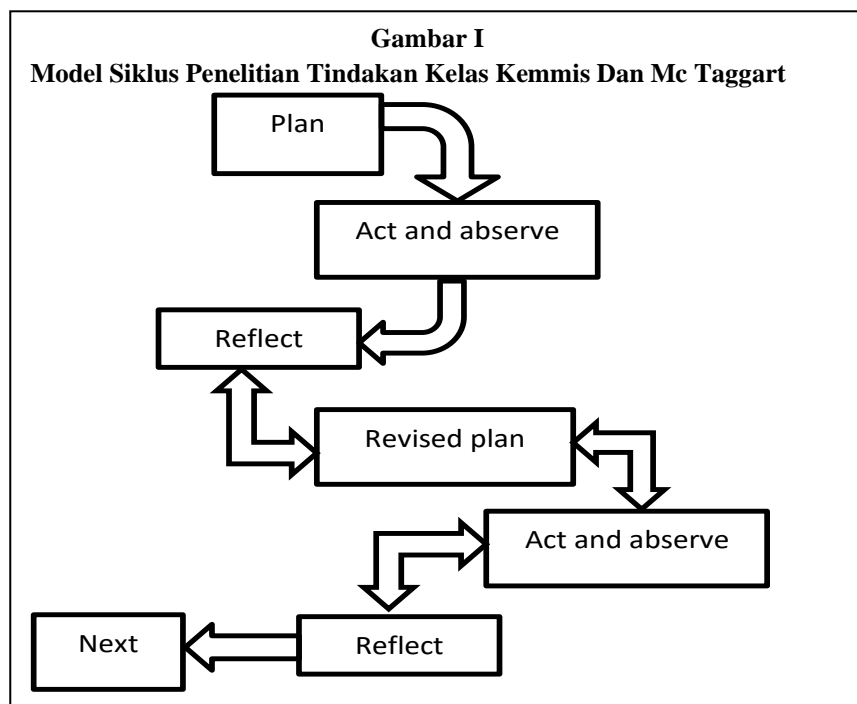 Gambar I
Model Siklus Penelitian Tindakan Kelas Kemmis Dan Mc Taggart
Plan
Act and abserve
Reflect
Revised plan
Act and abserve
Reflect
Next